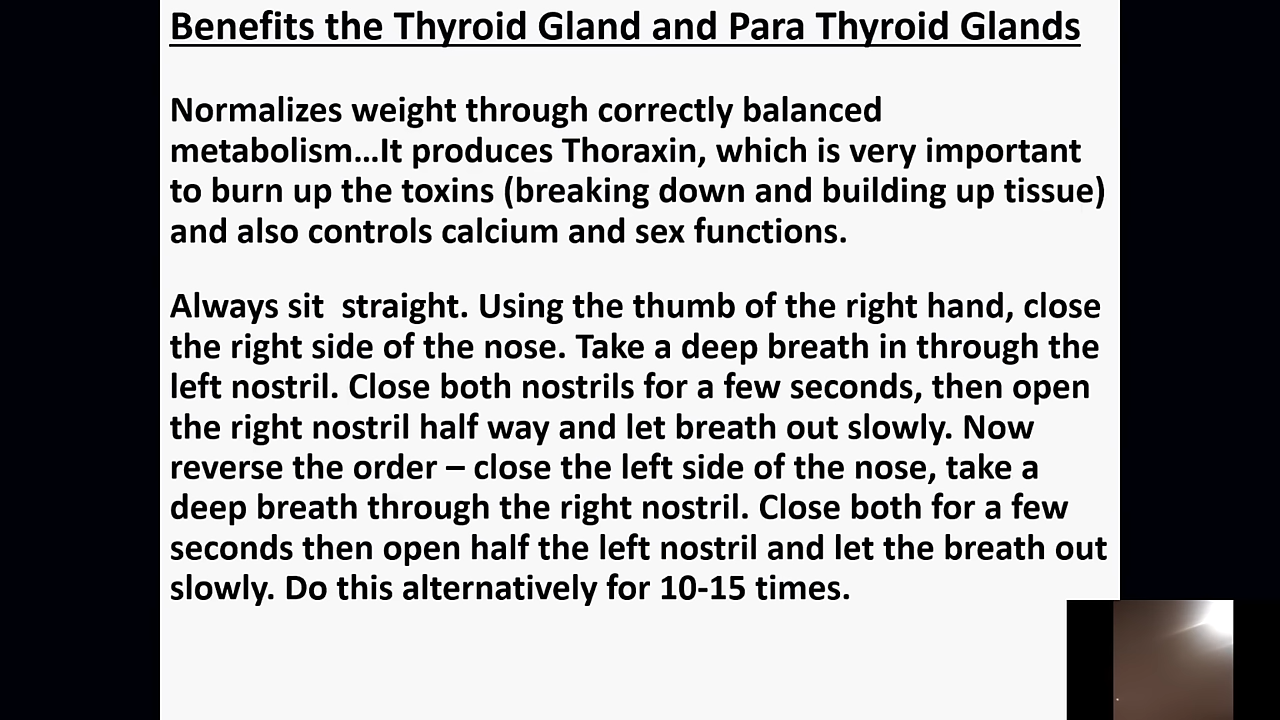 Benefits the Thyroid Gland and Para Thyroid Glands
Normalizes weight through correctly balanced
metabolism...It produces Thoraxin, which is very important
to burn up the toxins (breaking down and building up tissue)
and also controls calcium and sex functions.
Always sit  straight. Using the thumb of the right hand, close
the right side of the nose. Take a deep breath in through the
left nostril. Close both nostrils for a few seconds, then open
the right nostril half way and let breath out slowly. Now
reverse the order – close the left side of the nose, take a
deep breath through the right nostril. Close both for a few
seconds then open half the left nostril and let the breath out
slowly. Do this alternatively for 10-15 times.